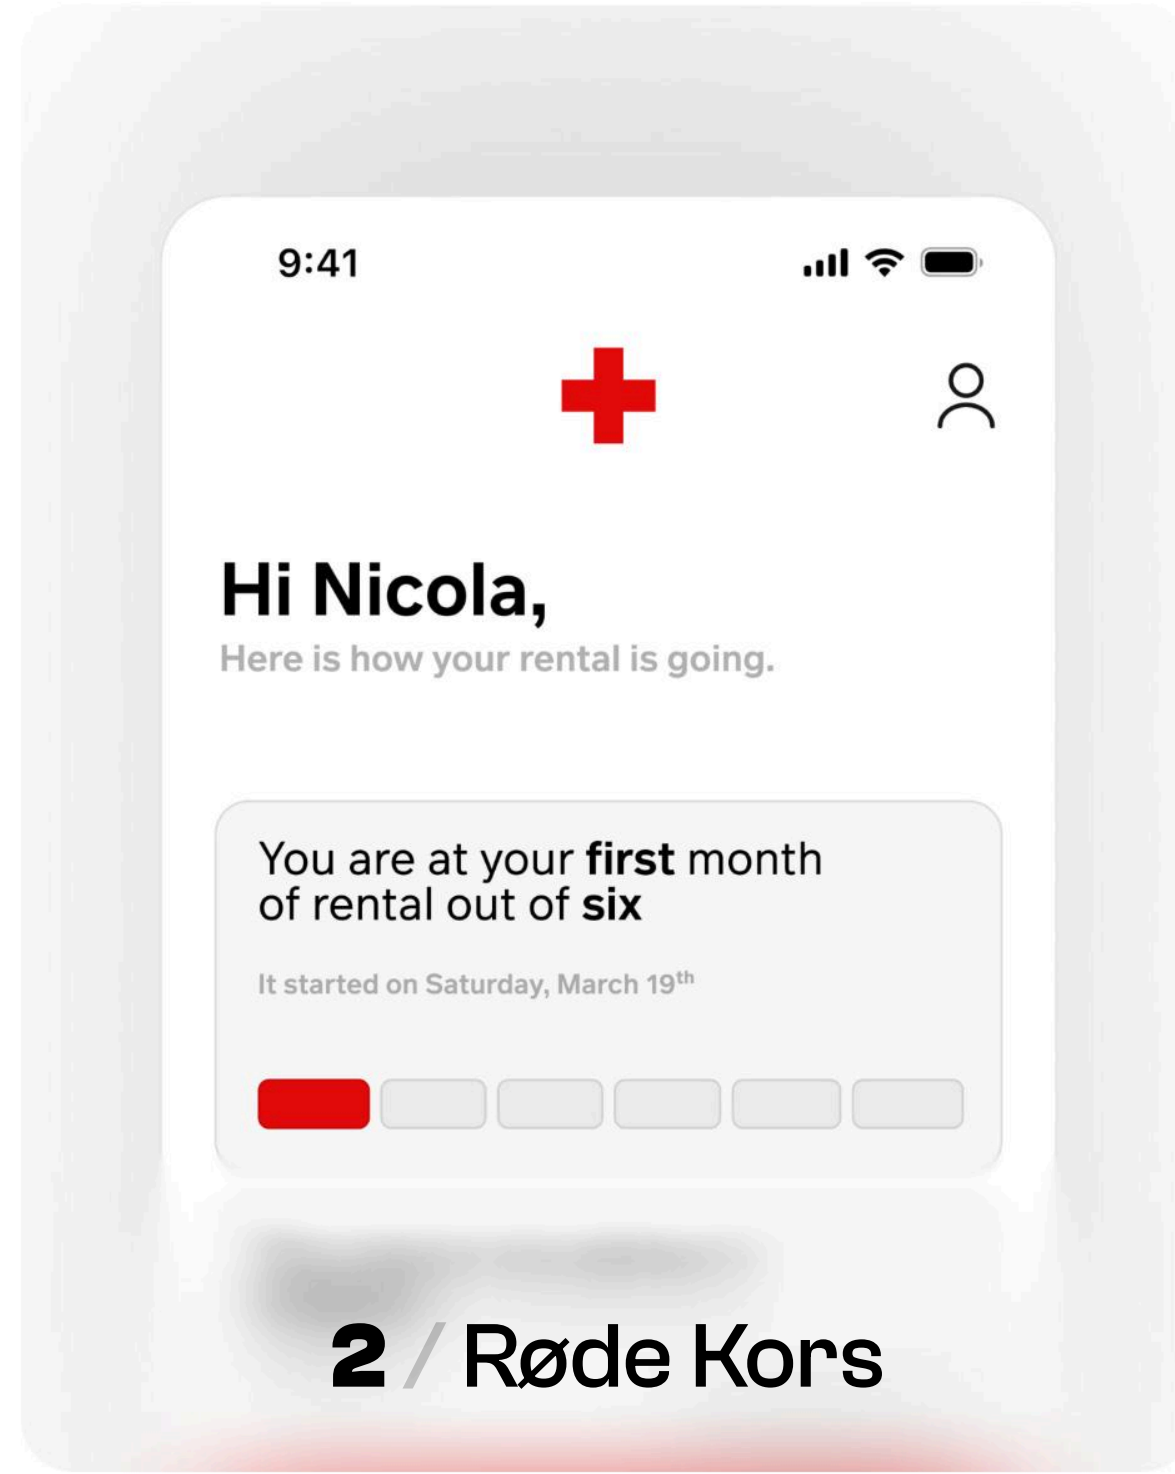 9:41
Hi Nicola,
Here is how your rental is going.
You are at your first month
of rental out of six
It started on Saturday, March 19th
2 / Røde Kors